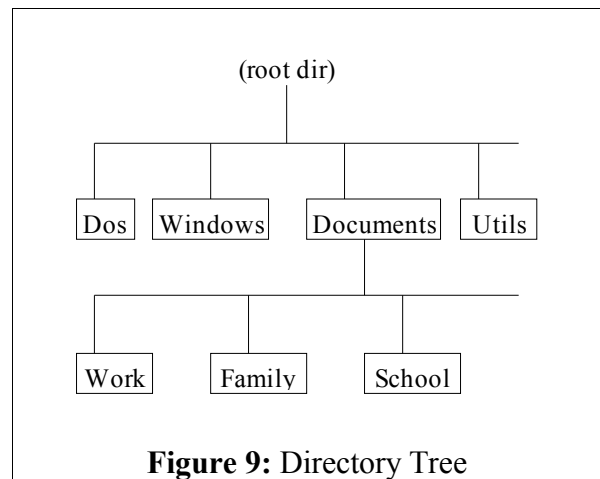 (root dir)
Dos Windows Documents Utils
Work Family School
Figure 9: Directory Tree